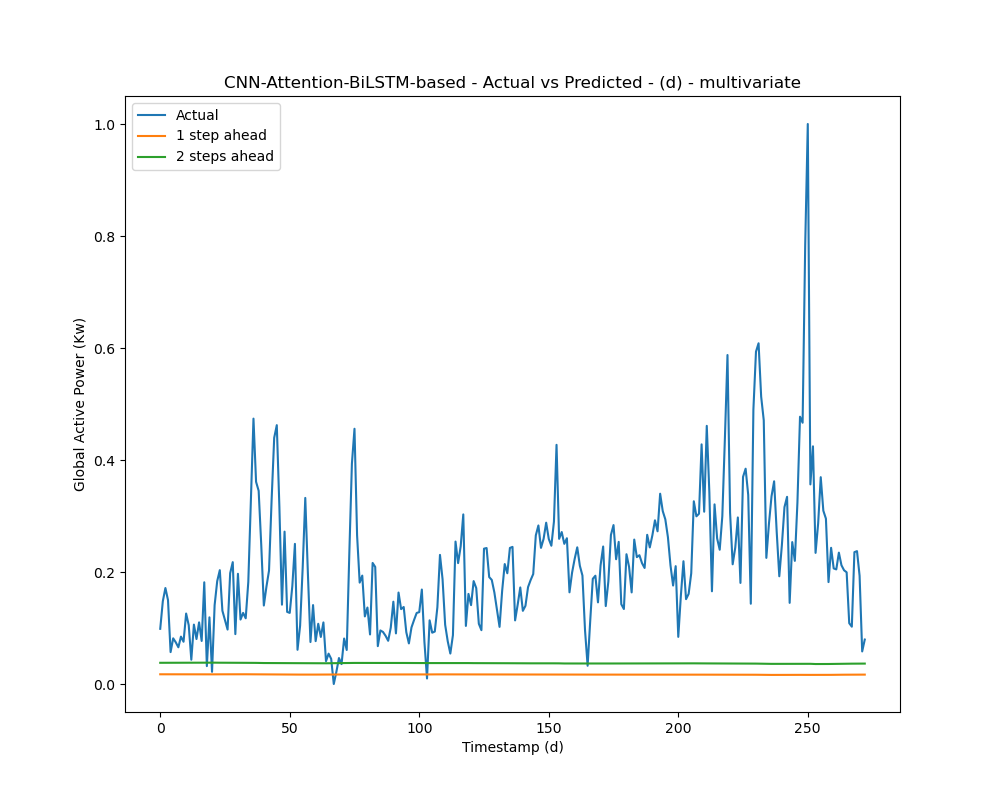 CNN-Attention-BiLSTM-based - Actual vs Predicted - (d) - multivariate
Actual
1 step ahead
2 steps ahead
1.0
0.8
0.6
0.4
0.2
0.0
Global Active Power (Kw)
0 50 100 150 200 250
Timestamp (d)